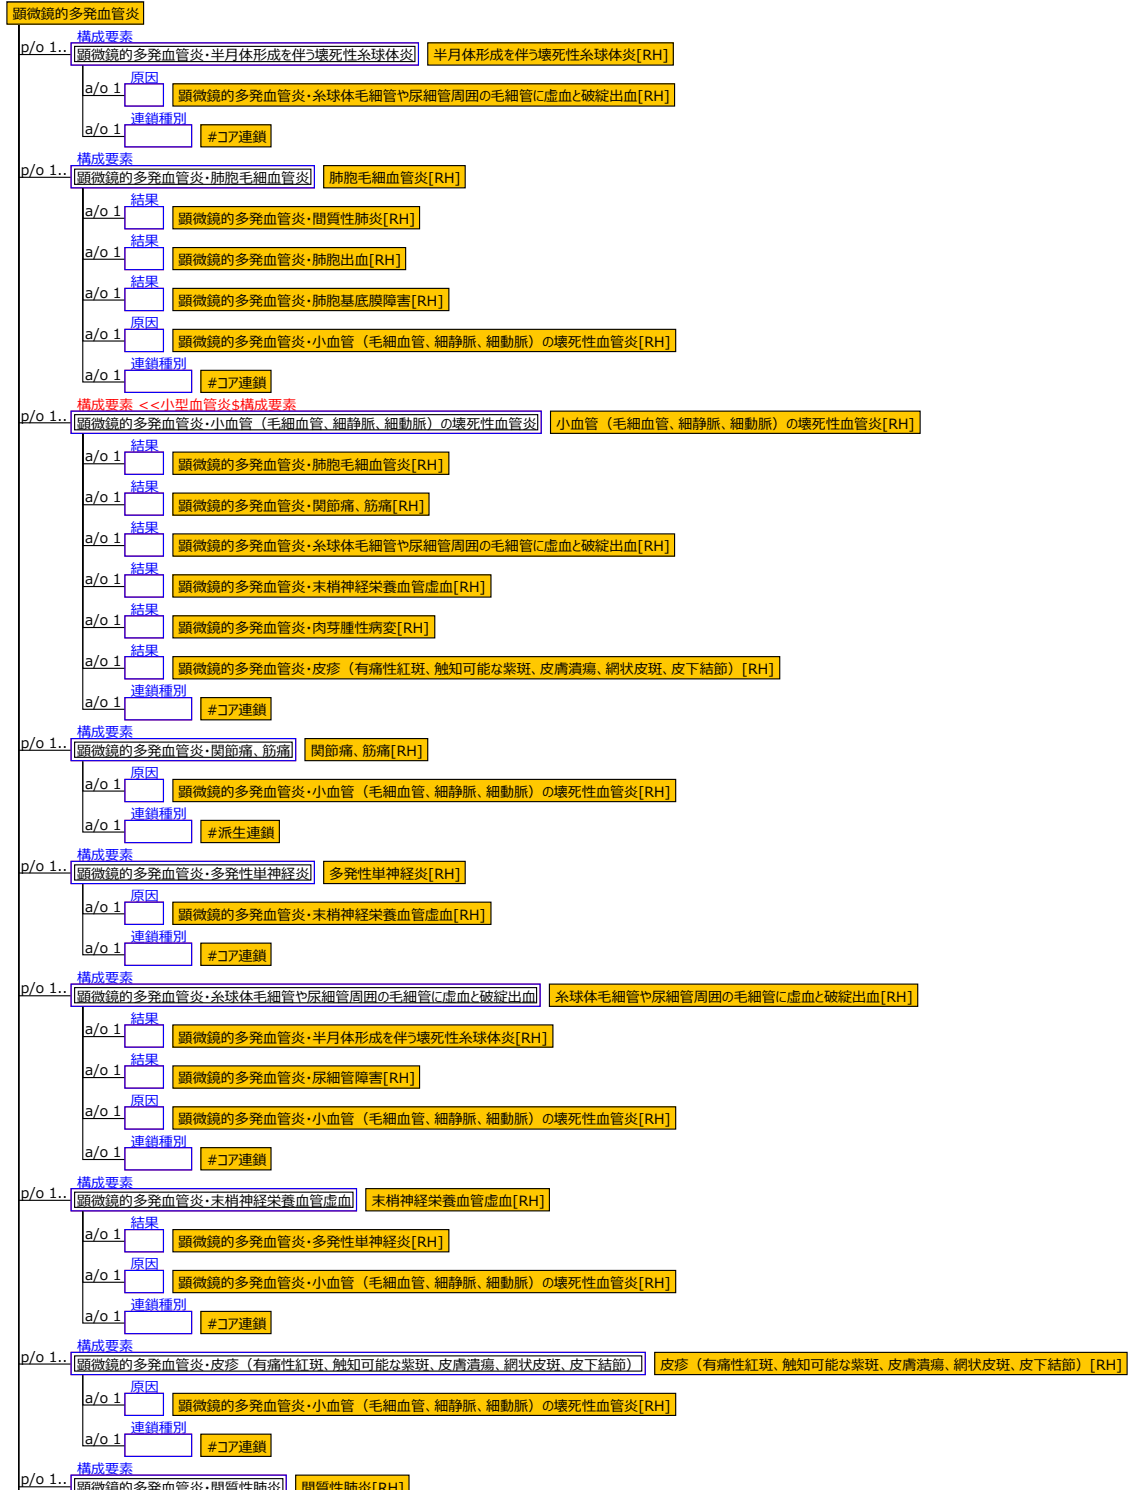 顕微鏡的多発血管炎
構成要素
p/o 1.. 顕微鏡的多発血管炎・半月体形成を伴う壊死性糸球体炎 半月体形成を伴う壊死性糸球体炎[RH]
原因
a/o 1 顕微鏡的多発血管炎・糸球体毛細管や尿細管周囲の毛細管に虚血と破綻出血[RH]
連鎖種別
a/o 1 #コア連鎖
構成要素
p/o 1.. 顕微鏡的多発血管炎・肺胞毛細血管炎 肺胞毛細血管炎[RH]
結果
a/o 1 顕微鏡的多発血管炎・間質性肺炎[RH]
結果
a/o 1 顕微鏡的多発血管炎・肺胞出血[RH]
結果
a/o 1 顕微鏡的多発血管炎・肺胞基底膜障害[RH]
原因
a/o 1 顕微鏡的多発血管炎・小血管（毛細血管、細静脈、細動脈）の壊死性血管炎[RH]
連鎖種別
a/o 1 #コア連鎖
構成要素 <<小型血管炎$構成要素
p/o 1.. 顕微鏡的多発血管炎・小血管（毛細血管、細静脈、細動脈）の壊死性血管炎 小血管（毛細血管、細静脈、細動脈）の壊死性血管炎[RH]
結果
a/o 1 顕微鏡的多発血管炎・肺胞毛細血管炎[RH]
結果
a/o 1 顕微鏡的多発血管炎・関節痛、筋痛[RH]
結果
a/o 1 顕微鏡的多発血管炎・糸球体毛細管や尿細管周囲の毛細管に虚血と破綻出血[RH]
結果
a/o 1 顕微鏡的多発血管炎・末梢神経栄養血管虚血[RH]
結果
a/o 1 顕微鏡的多発血管炎・肉芽腫性病変[RH]
結果
a/o 1 顕微鏡的多発血管炎・皮疹（有痛性紅斑、触知可能な紫斑、皮膚潰瘍、網状皮斑、皮下結節）[RH]
連鎖種別
a/o 1 #コア連鎖
構成要素
p/o 1.. 顕微鏡的多発血管炎・関節痛、筋痛 関節痛、筋痛[RH]
原因
a/o 1 顕微鏡的多発血管炎・小血管（毛細血管、細静脈、細動脈）の壊死性血管炎[RH]
連鎖種別
a/o 1 #派生連鎖
構成要素
p/o 1.. 顕微鏡的多発血管炎・多発性単神経炎 多発性単神経炎[RH]
原因
a/o 1 顕微鏡的多発血管炎・末梢神経栄養血管虚血[RH]
連鎖種別
a/o 1 #コア連鎖
構成要素
p/o 1.. 顕微鏡的多発血管炎・糸球体毛細管や尿細管周囲の毛細管に虚血と破綻出血 糸球体毛細管や尿細管周囲の毛細管に虚血と破綻出血[RH]
結果
a/o 1 顕微鏡的多発血管炎・半月体形成を伴う壊死性糸球体炎[RH]
結果
a/o 1 顕微鏡的多発血管炎・尿細管障害[RH]
原因
a/o 1 顕微鏡的多発血管炎・小血管（毛細血管、細静脈、細動脈）の壊死性血管炎[RH]
連鎖種別
a/o 1 #コア連鎖
構成要素
p/o 1.. 顕微鏡的多発血管炎・末梢神経栄養血管虚血 末梢神経栄養血管虚血[RH]
結果
a/o 1 顕微鏡的多発血管炎・多発性単神経炎[RH]
原因
a/o 1 顕微鏡的多発血管炎・小血管（毛細血管、細静脈、細動脈）の壊死性血管炎[RH]
連鎖種別
a/o 1 #コア連鎖
構成要素
p/o 1.. 顕微鏡的多発血管炎・皮疹（有痛性紅斑、触知可能な紫斑、皮膚潰瘍、網状皮斑、皮下結節） 皮疹（有痛性紅斑、触知可能な紫斑、皮膚潰瘍、網状皮斑、皮下結節）[RH]
原因
a/o 1 顕微鏡的多発血管炎・小血管（毛細血管、細静脈、細動脈）の壊死性血管炎[RH]
連鎖種別
a/o 1 #コア連鎖
構成要素
p/o 1.. 顕微鏡的多発血管炎・間質性肺炎 間質性肺炎[RH]